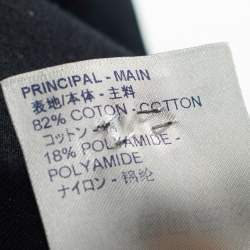 PRINCIPAL - MAIN
表地/本体 - 主料
82% COTON - COTTON
コットン -
18% POLYAMIDE -
POLYAMIDE
ナイロン - 锦纶